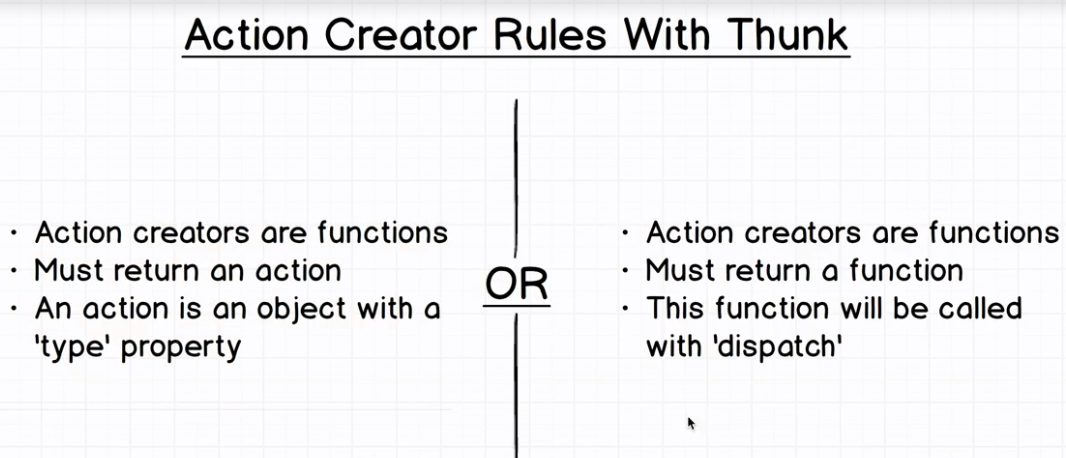 Action Creator Rules With Thunk
· Action creators are functions
· Must return an action
· An action is an object with a
'type' property
OR
· Action creators are functions
· Must return a function
· This function will be called
with 'dispatch'